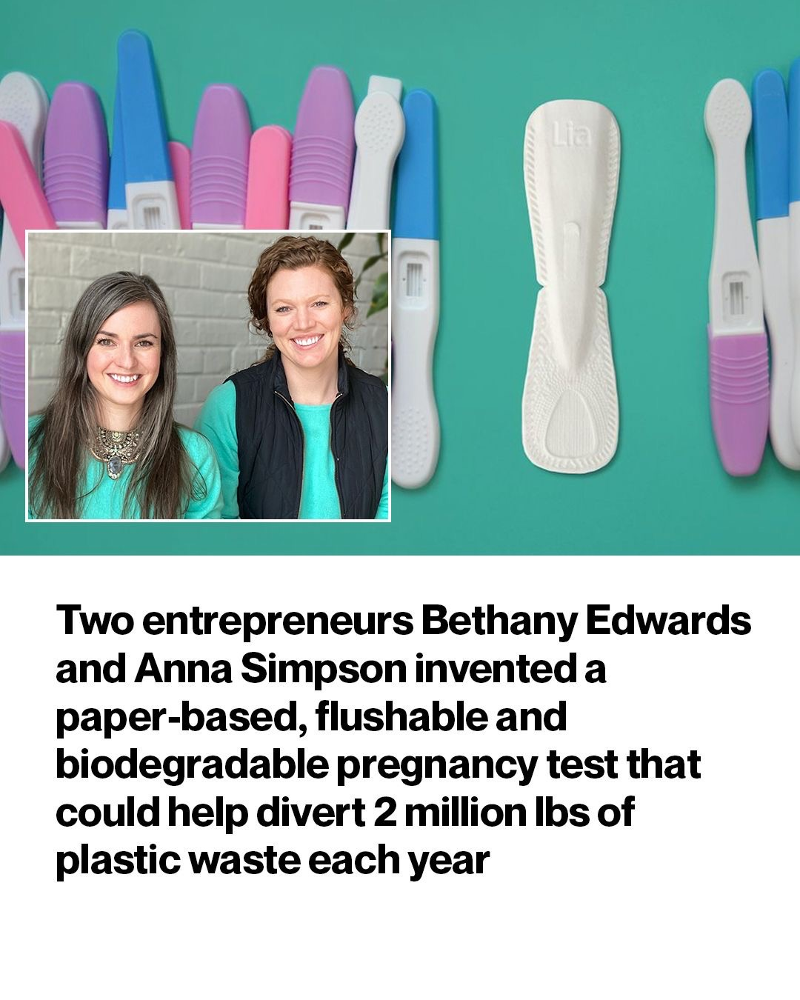 Lia
Two entrepreneurs Bethany Edwards
and Anna Simpson invented a
paper-based, flushable and
biodegradable pregnancy test that
could help divert 2 million lbs of
plastic waste each year